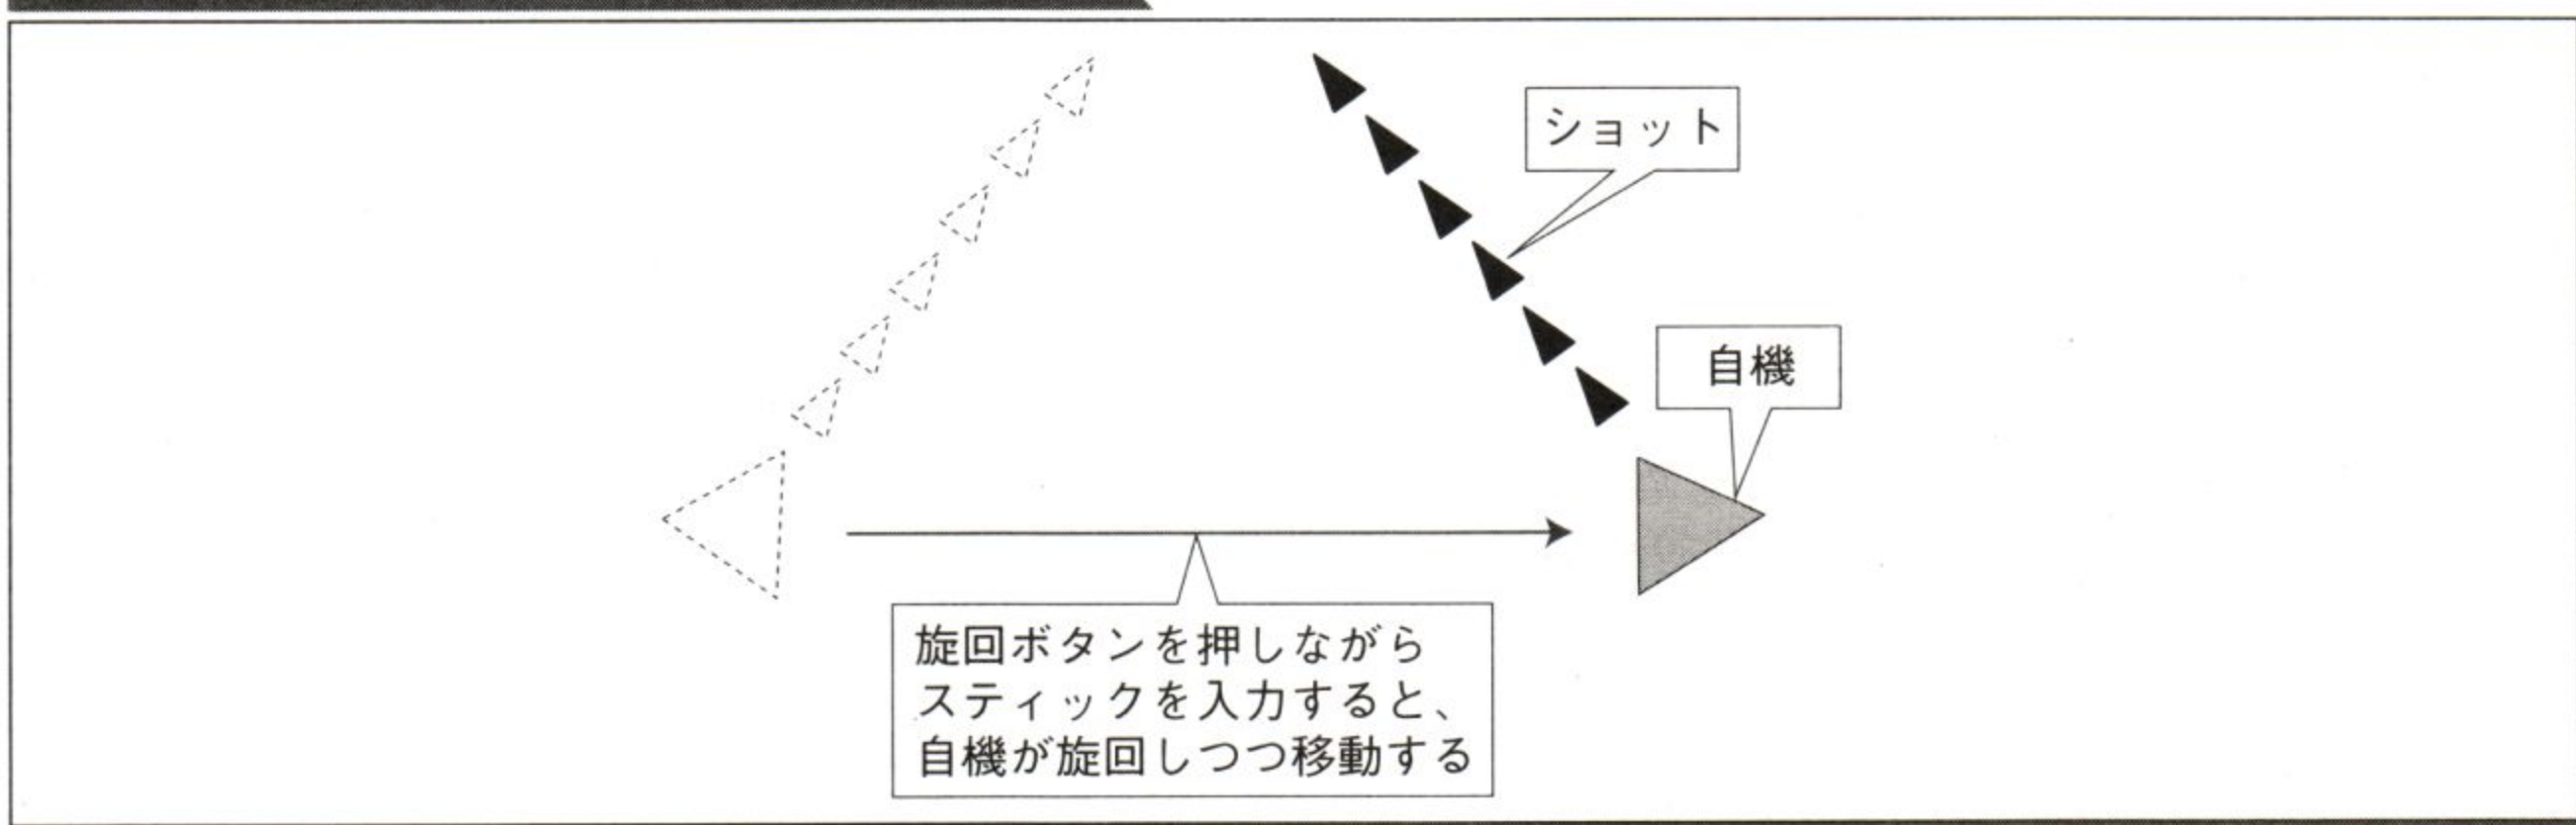 ショット
自機
旋回ボタンを押しながら
スティックを入力すると、
自機が旋回しつつ移動する